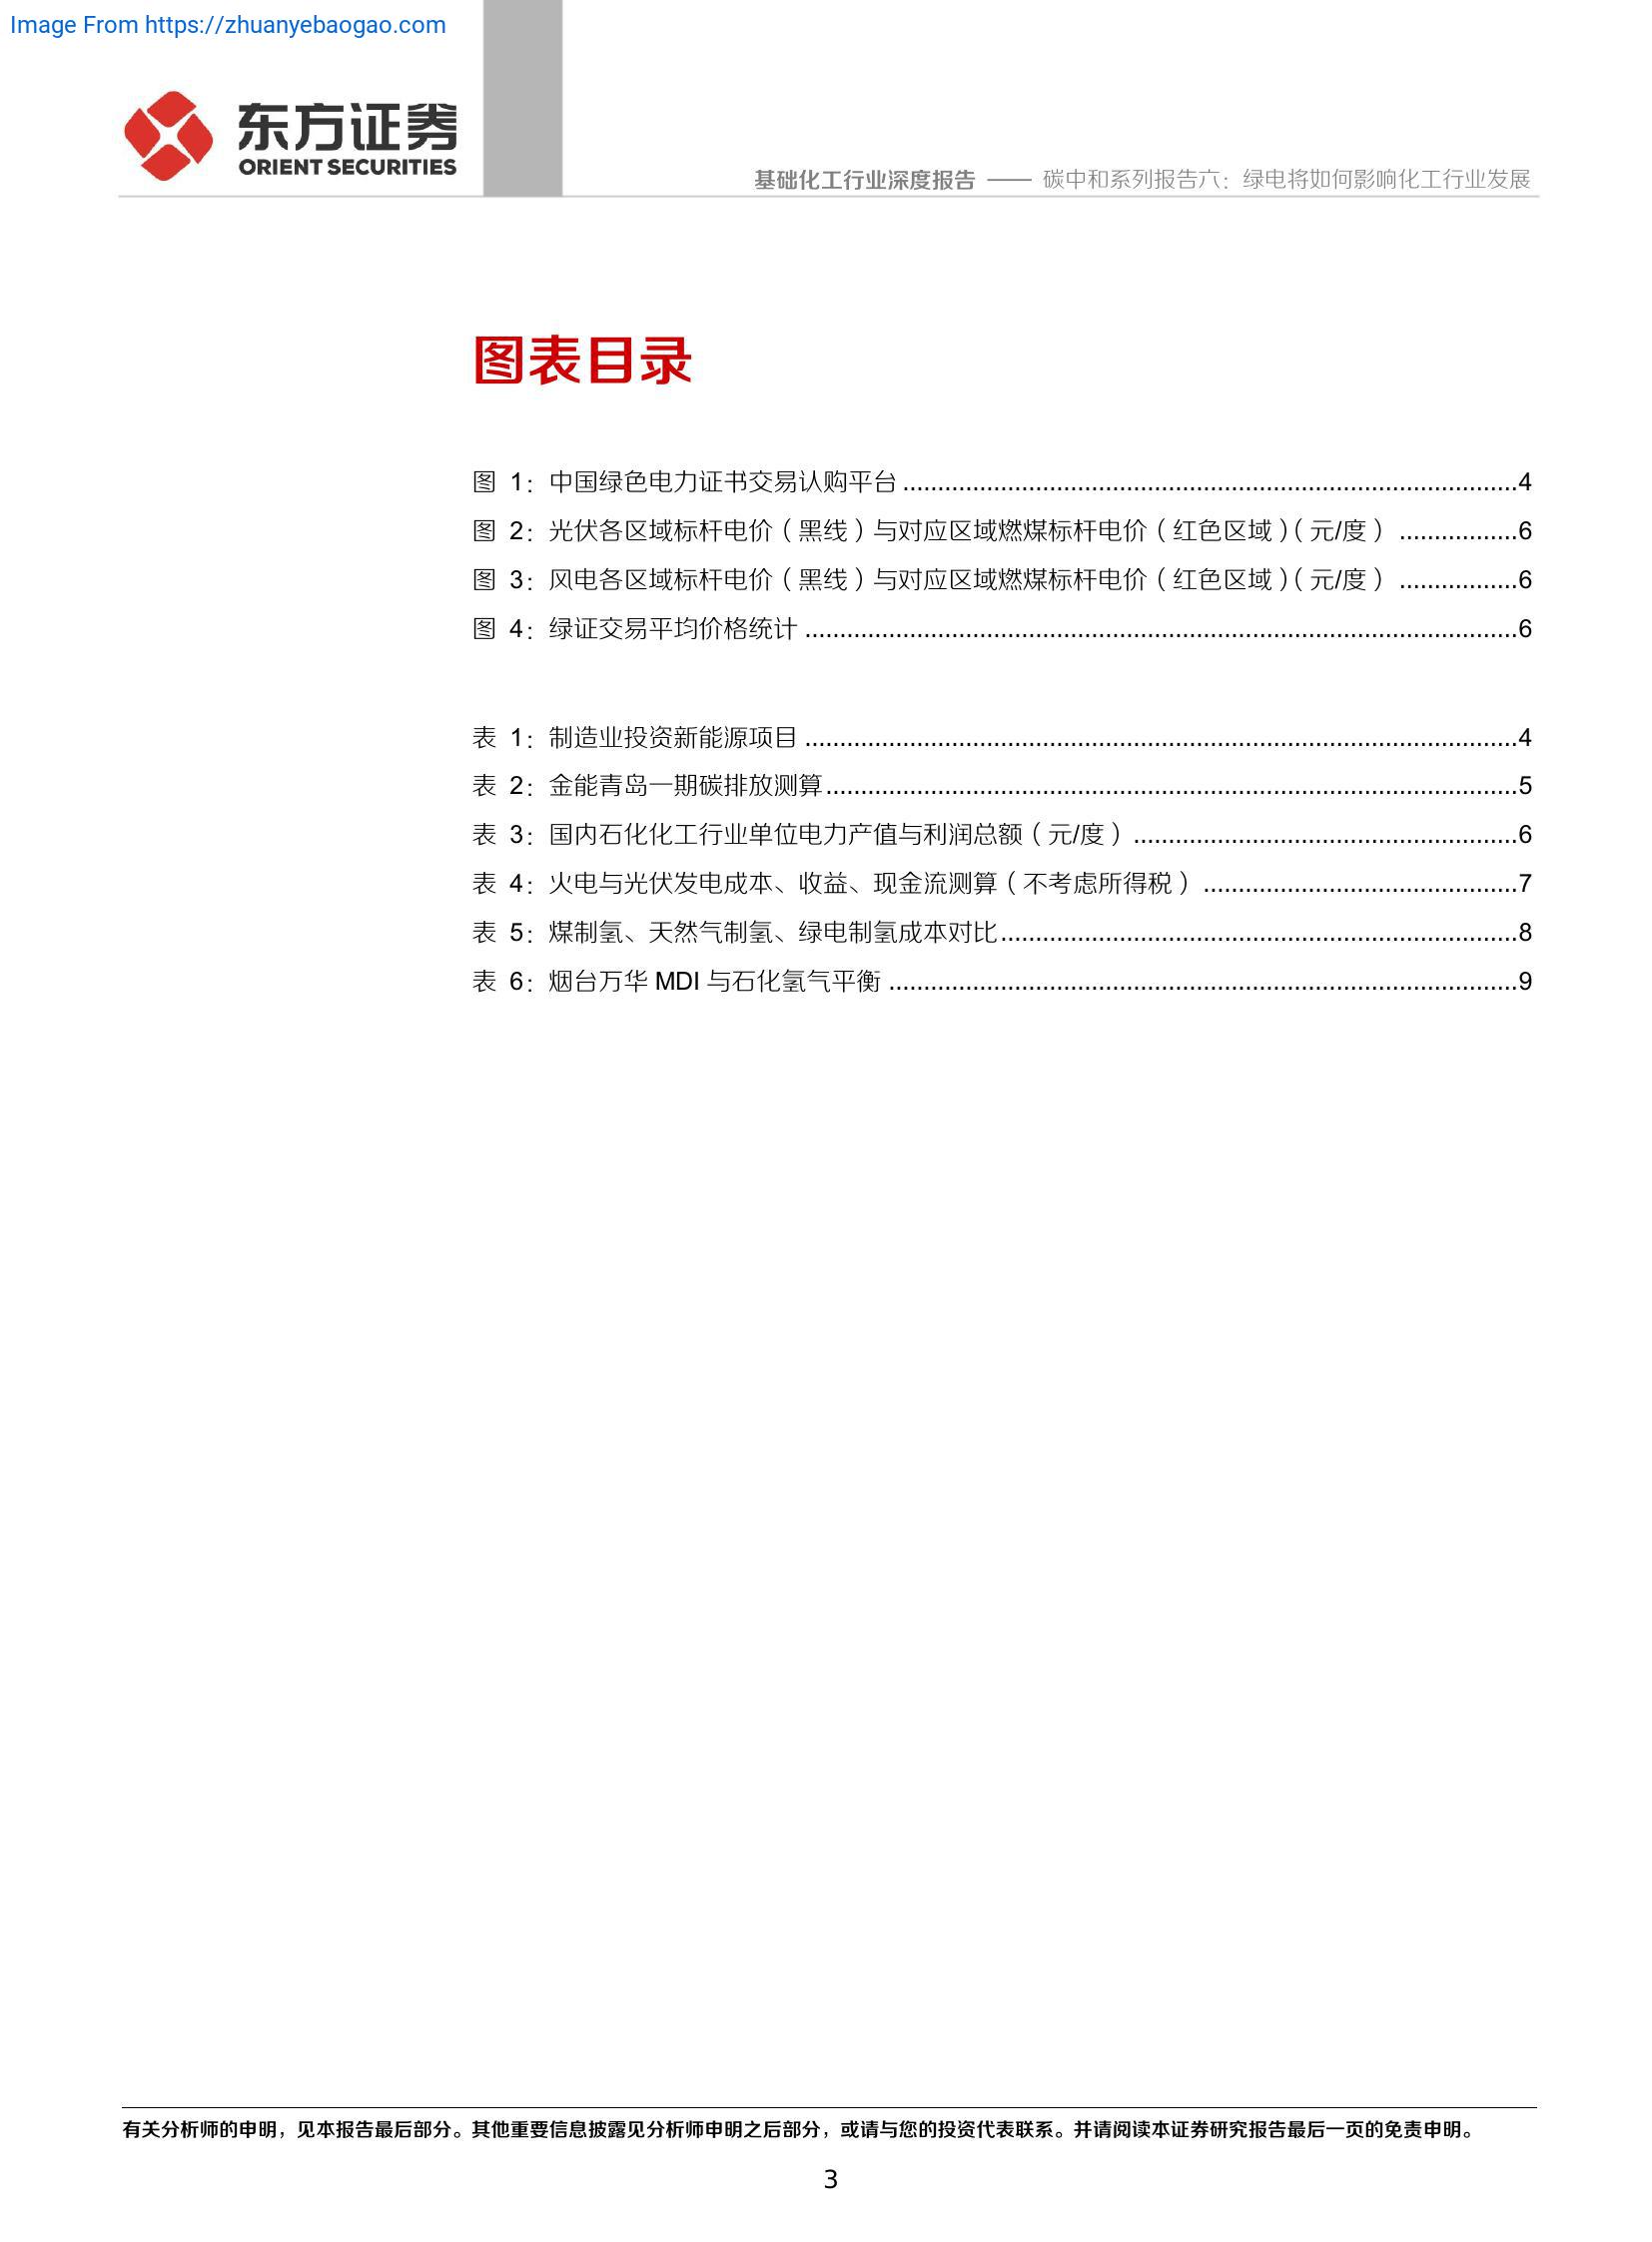 Image From https://zhuanyebaogao.com
东方证券
ORIENT SECURITIES
基础化工行业深度报告 —— 碳中和系列报告六：绿电将如何影响化工行业发展
图表目录
图 1：中国绿色电力证书交易认购平台....................4
图 2：光伏各区域标杆电价（黑线）与对应区域燃煤标杆电价（红色区域）（元/度）....................6
图 3：风电各区域标杆电价（黑线）与对应区域燃煤标杆电价（红色区域）（元/度）....................6
图 4：绿证交易平均价格统计....................6
表 1：制造业投资新能源项目....................4
表 2：金能青岛一期碳排放测算....................5
表 3：国内石化化工行业单位电力产值与利润总额（元/度）....................6
表 4：火电与光伏发电成本、收益、现金流测算（不考虑所得税）....................7
表 5：煤制氢、天然气制氢、绿电制氢成本对比....................8
表 6：烟台万华 MDI 与石化氢气平衡....................9
有关分析师的申明，见本报告最后部分。其他重要信息披露见分析师申明之后部分，或请与您的投资代表联系。并请阅读本证券研究报告最后一页的免责申明。
3